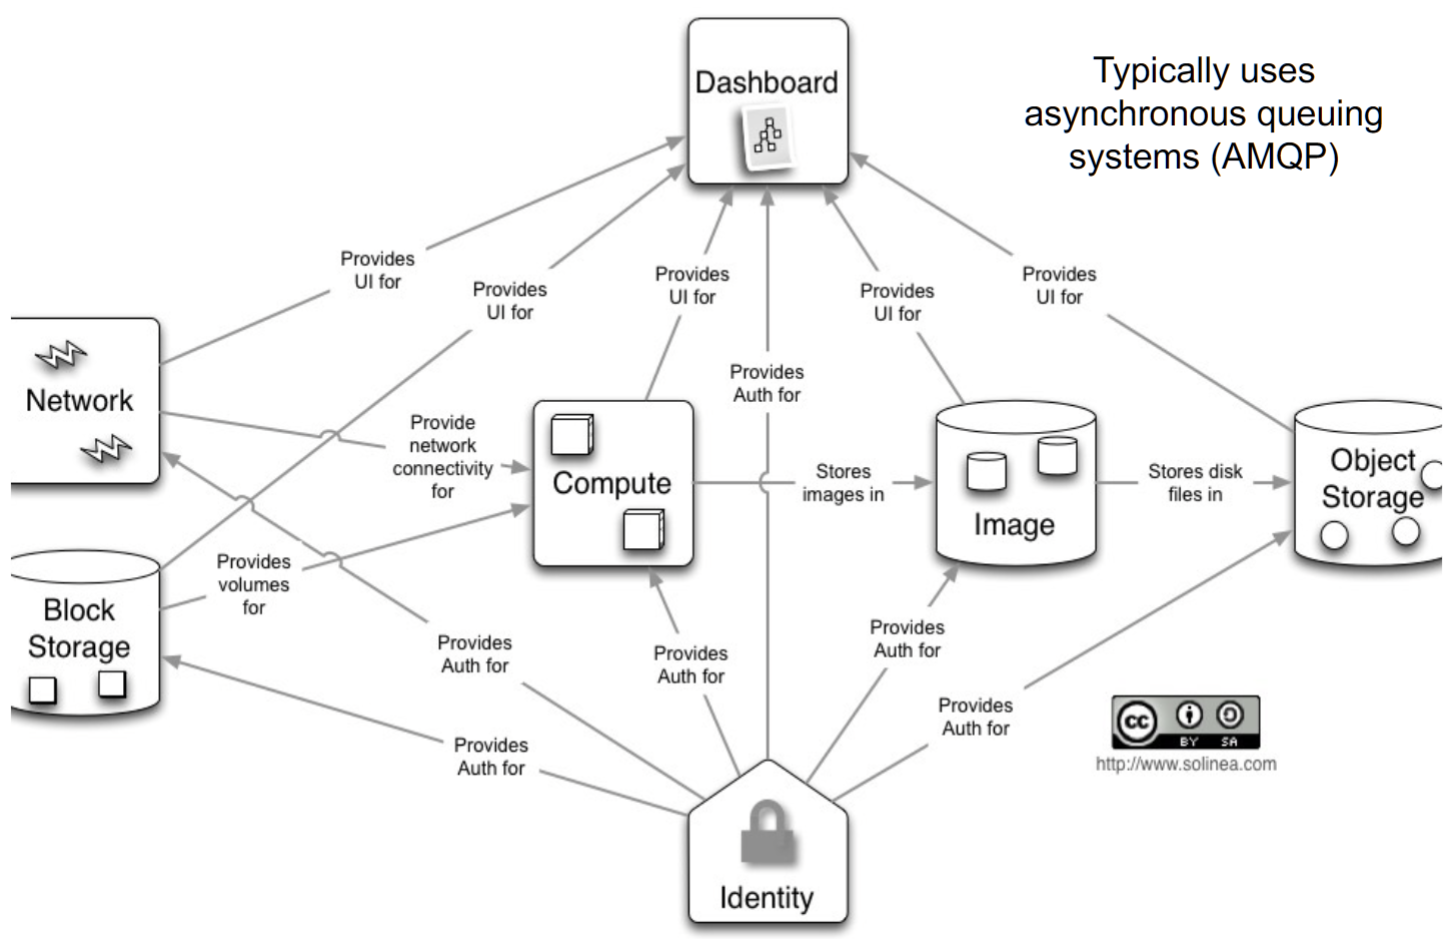 Dashboard
Typically uses
asynchronous queuing
systems (AMQP)
Provides
UI for
Provides
UI for
Provides
UI for
Provides
UI for
Provides
UI for
Network
Provide
network
connectivity
for
Provides
Auth for
Compute
Stores
images in
Image
Stores disk
files in
Object
Storage
Block
Storage
Provides
volumes
for
Provides
Auth for
Provides
Auth for
Provides
Auth for
Provides
Auth for
Provides
Auth for
Identity
cc
BY SA
http://www.solinea.com